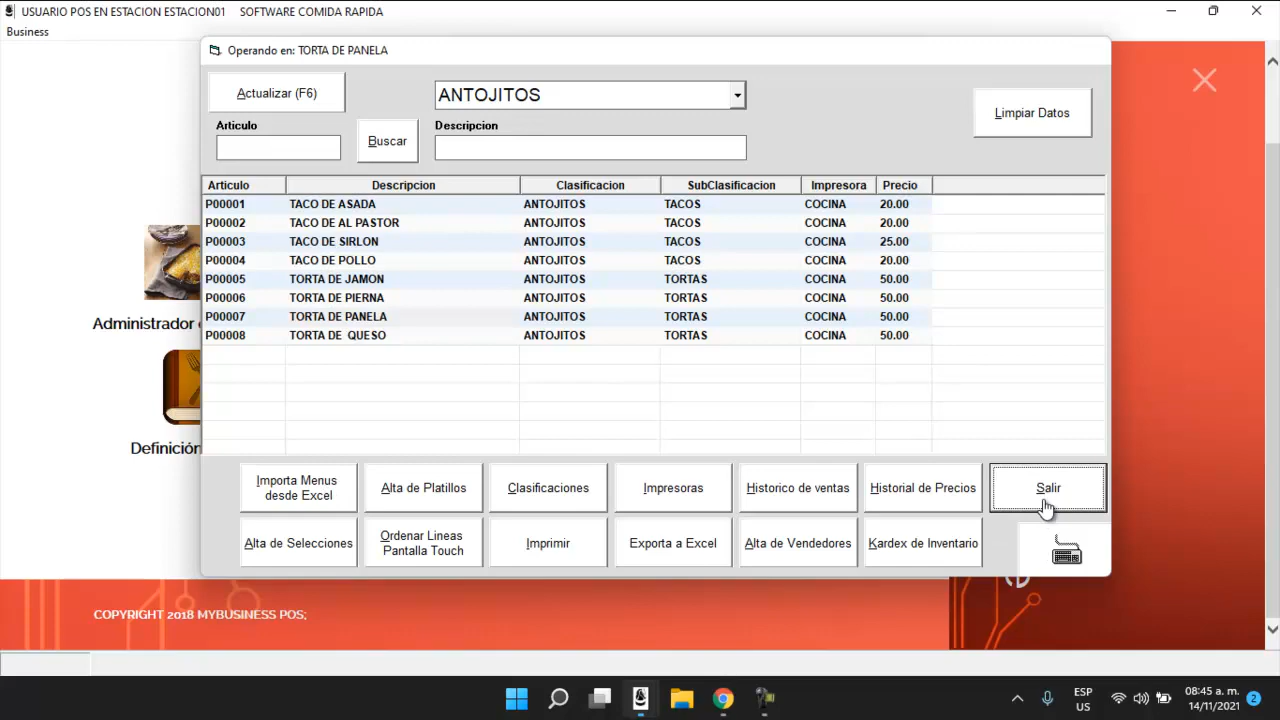 USUARIO POS EN ESTACION ESTACION01 SOFTWARE COMIDA RAPIDA
Business
Operando en: TORTA DE PANELA
Actualizar (F6)
ANTOJITOS
Limpiar Datos
Articulo
Buscar
Descripcion
Articulo Descripcion Clasificacion SubClasificacion Impresora Precio
P00001 TACO DE ASADA ANTOJITOS TACOS COCINA 20.00
P00002 TACO DE AL PASTOR ANTOJITOS TACOS COCINA 20.00
P00003 TACO DE SIRLON ANTOJITOS TACOS COCINA 25.00
P00004 TACO DE POLLO ANTOJITOS TACOS COCINA 20.00
P00005 TORTA DE JAMON ANTOJITOS TORTAS COCINA 50.00
P00006 TORTA DE PIERNA ANTOJITOS TORTAS COCINA 50.00
P00007 TORTA DE PANELA ANTOJITOS TORTAS COCINA 50.00
P00008 TORTA DE QUESO ANTOJITOS TORTAS COCINA 50.00
Administrador
Definición
Importa Menus
desde Excel
Alta de Platillos
Clasificaciones
Impresoras
Historico de ventas
Historial de Precios
Salir
Alta de Selecciones
Ordenar Lineas
Pantalla Touch
Imprimir
Exporta a Excel
Alta de Vendedores
Kardex de Inventario
COPYRIGHT 2018 MYBUSINESS POS;
ESP
US
08:45 a. m.
14/11/2021
2